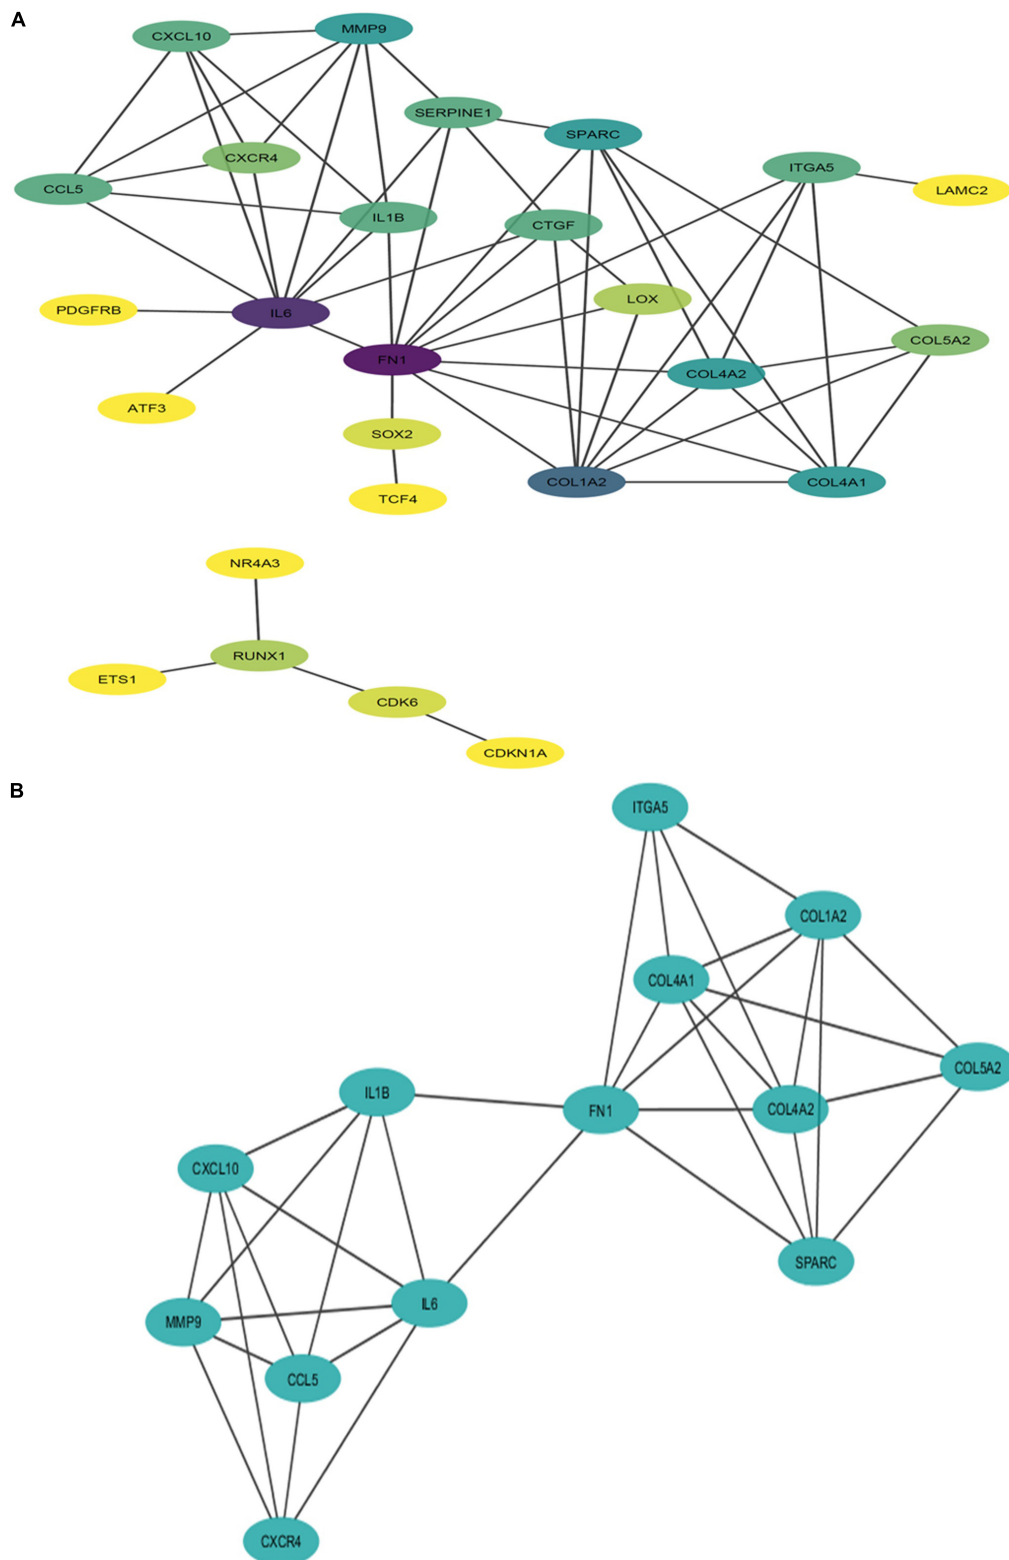 A
CXCL10
MMP9
SERPINE1
SPARC
CXCR4
ITGA5
CCL5
LAMC2
IL1B
CTGF
LOX
PDGFRB
IL6
COL5A2
FN1
COL4A2
ATF3
SOX2
COL1A2
COL4A1
TCF4
NR4A3
RUNX1
ETS1
CDK6
CDKN1A
B
ITGA5
COL1A2
COL4A1
COL5A2
IL1B
FN1
COL4A2
CXCL10
SPARC
IL6
MMP9
CCL5
CXCR4